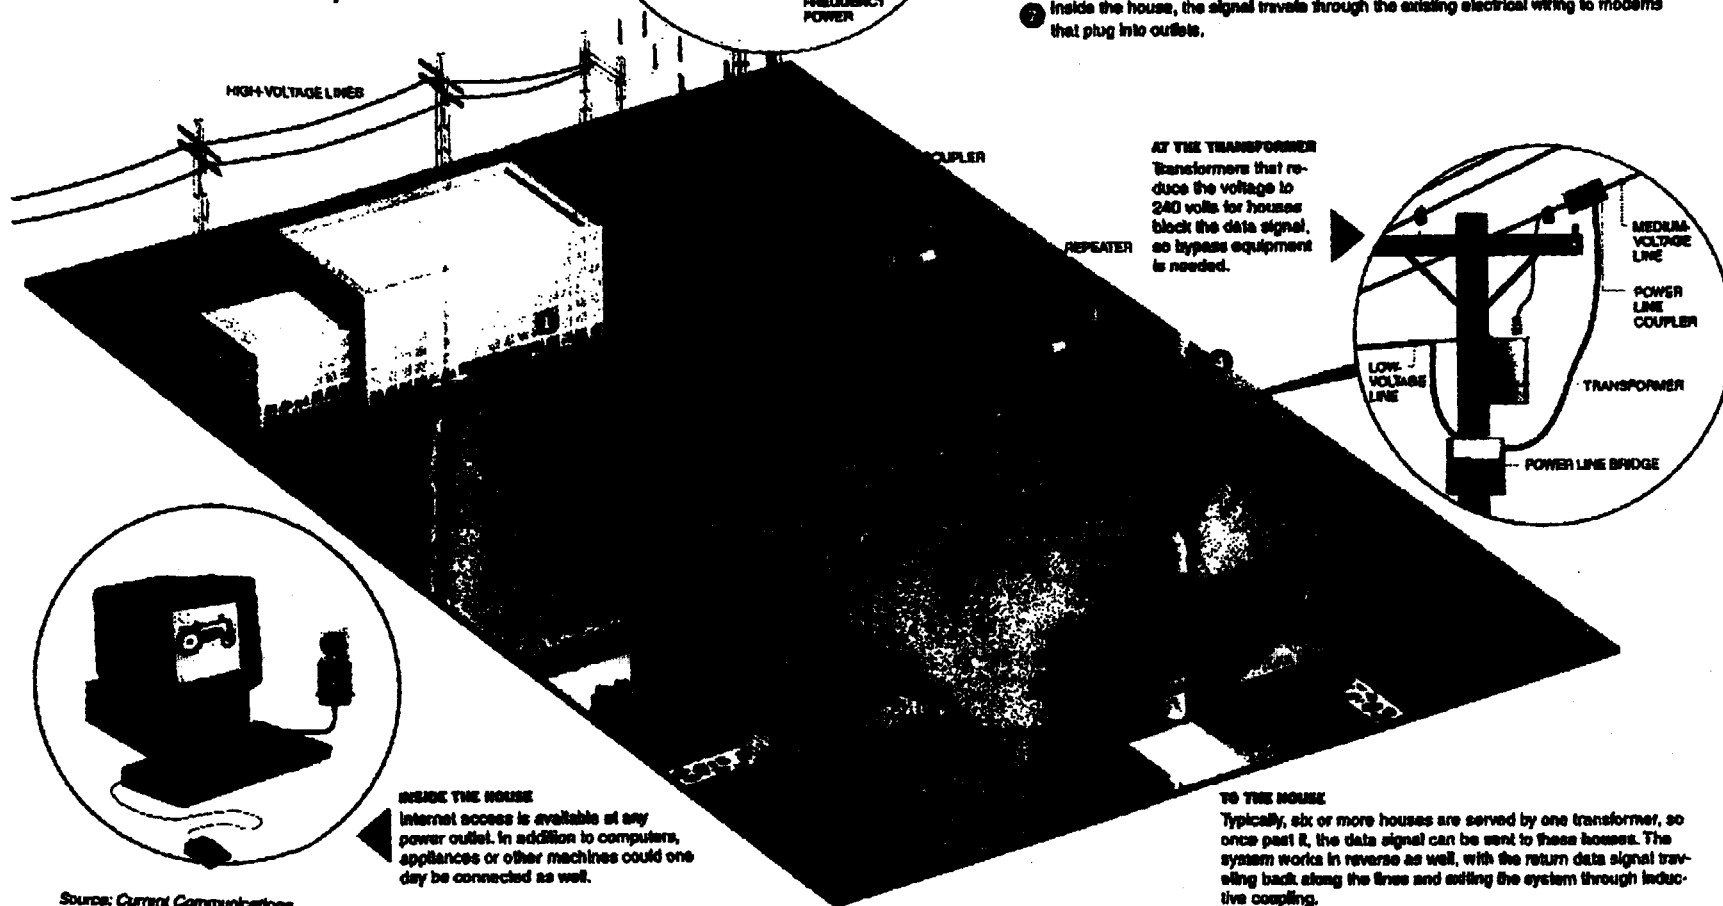 FREQUENCY
POWER
Inside the house, the signal travels through the existing electrical wiring to modems
that plug into outlets.
HIGH-VOLTAGE LINES
COUPLER
REPEATER
1
AT THE TRANSFORMER
Transformers that re-
duce the voltage to
240 volts for houses
block the data signal,
so bypass equipment
is needed.
MEDIUM-
VOLTAGE
LINE
POWER
LINE
COUPLER
LOW-
VOLTAGE
LINE
TRANSFORMER
POWER LINE BRIDGE
INSIDE THE HOUSE
Internet access is available at any
power outlet. In addition to computers,
appliances or other machines could one
day be connected as well.
Source: Current Communications
TO THE HOUSE
Typically, six or more houses are served by one transformer, so
once past it, the data signal can be sent to these houses. The
system works in reverse as well, with the return data signal trav-
eling back along the lines and exiting the system through induc-
tive coupling.